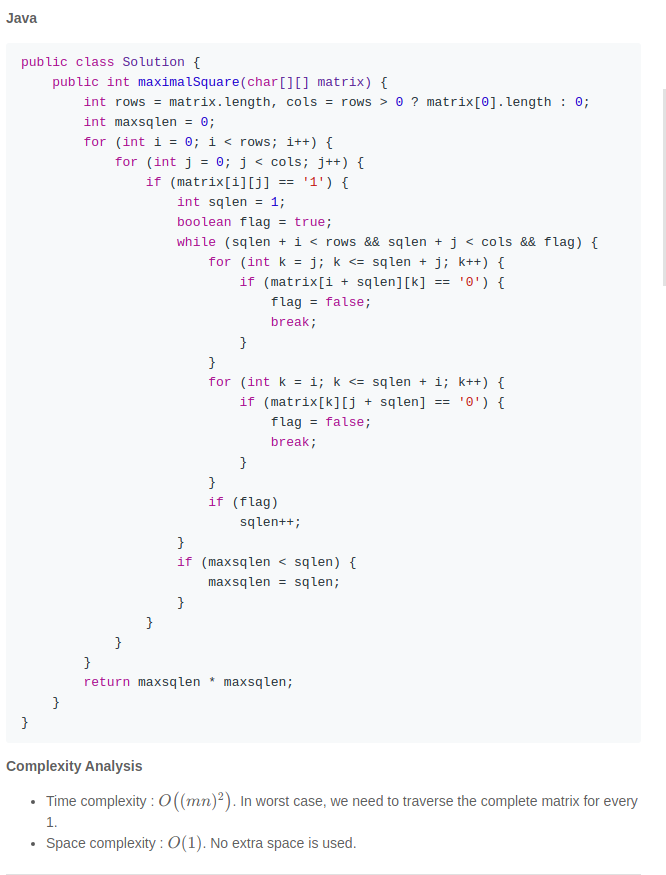 Java
public class Solution {
    public int maximalSquare(char[][] matrix) {
        int rows = matrix.length, cols = rows > 0 ? matrix[0].length : 0;
        int maxsqlen = 0;
        for (int i = 0; i < rows; i++) {
            for (int j = 0; j < cols; j++) {
                if (matrix[i][j] == '1') {
                    int sqlen = 1;
                    boolean flag = true;
                    while (sqlen + i < rows && sqlen + j < cols && flag) {
                        for (int k = j; k <= sqlen + j; k++) {
                            if (matrix[i + sqlen][k] == '0') {
                                flag = false;
                                break;
                            }
                        }
                        for (int k = i; k <= sqlen + i; k++) {
                            if (matrix[k][j + sqlen] == '0') {
                                flag = false;
                                break;
                            }
                        }
                        if (flag)
                            sqlen++;
                    }
                    if (maxsqlen < sqlen) {
                        maxsqlen = sqlen;
                    }
                }
            }
        }
        return maxsqlen * maxsqlen;
    }
}
Complexity Analysis
• Time complexity : O((mn)²). In worst case, we need to traverse the complete matrix for every
1.
• Space complexity : O(1). No extra space is used.